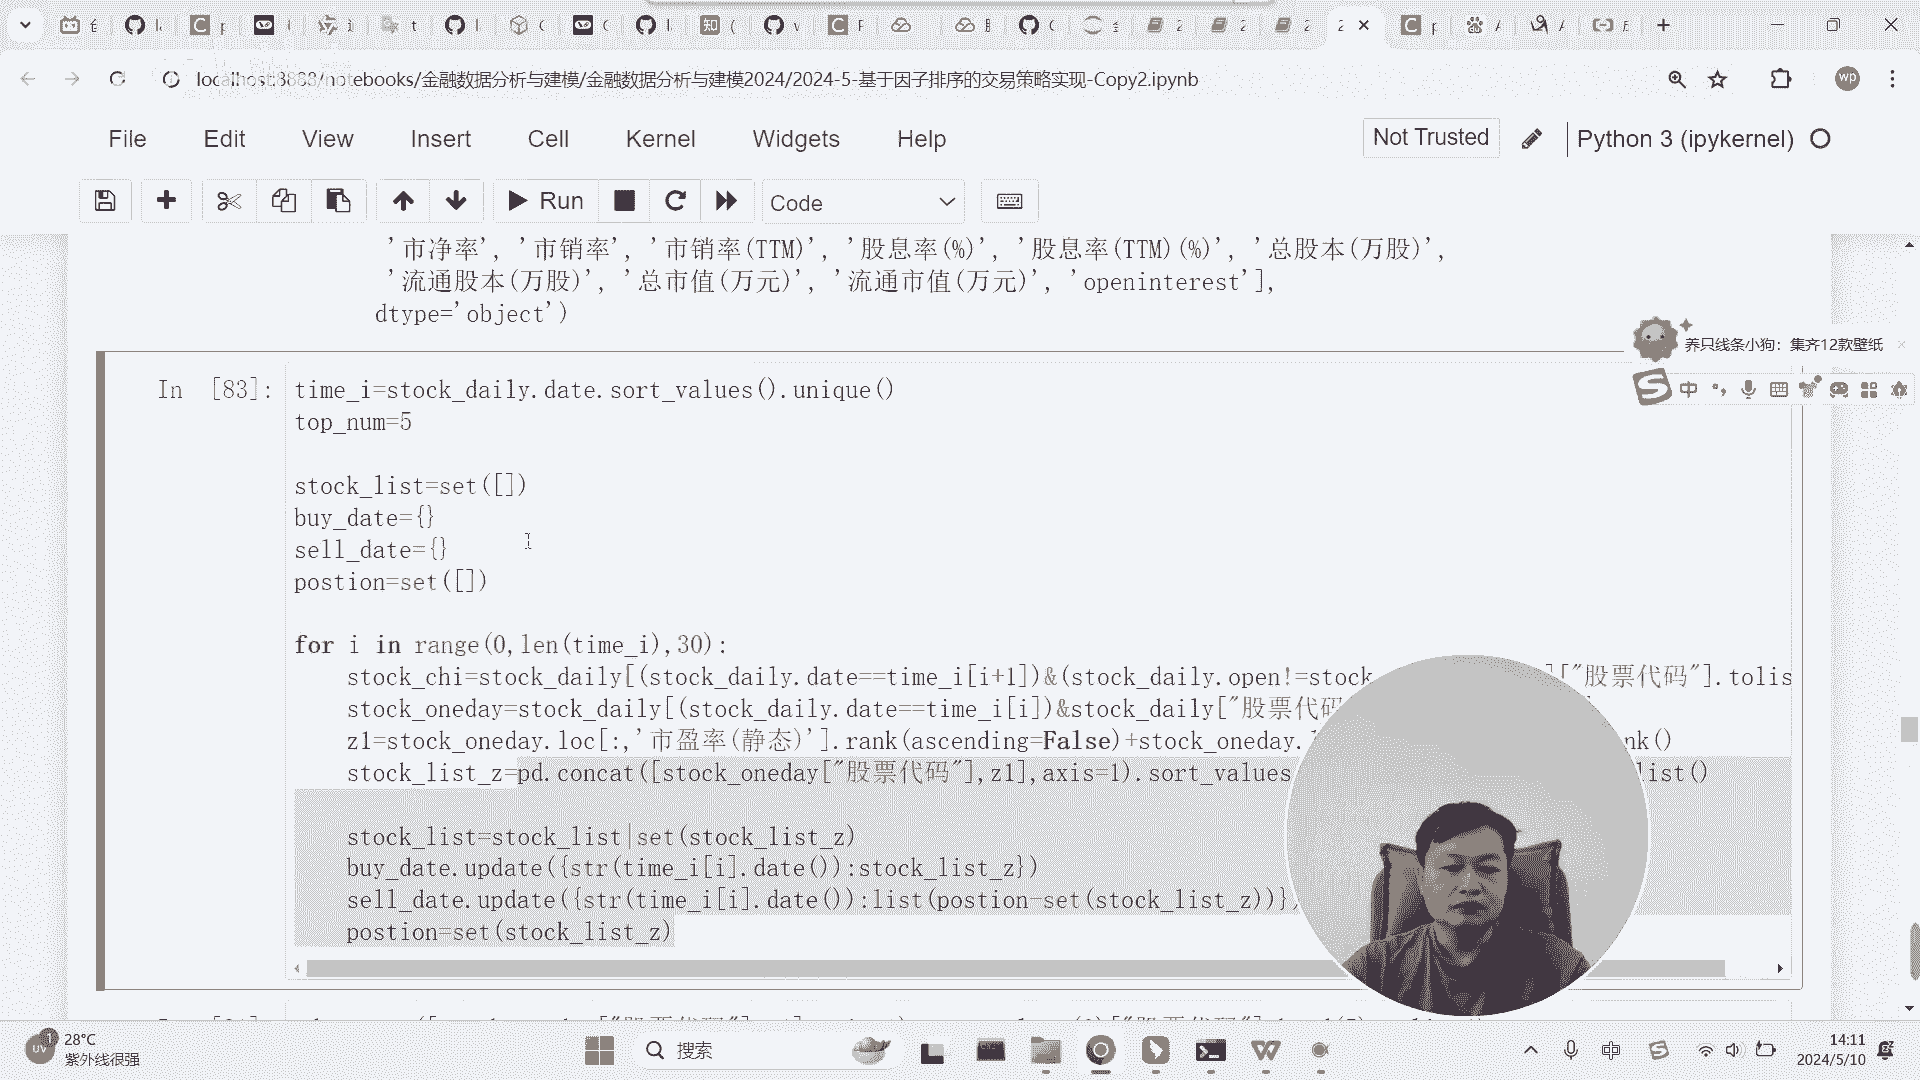 localhost:8888/notebooks/金融数据分析与建模/金融数据分析与建模2024/2024-5-基于因子排序的交易策略实现-Copy2.ipynb
wp
File Edit View Insert Cell Kernel Widgets Help
Not Trusted
Python 3 (ipykernel)
Run
Code
'市净率', '市销率', '市销率(TTM)', '股息率(%)', '股息率(TTM)(%)', '总股本(万股)',
'流通股本(万股)', '总市值(万元)', '流通市值(万元)', 'openinterest'],
dtype='object')
养只线条小狗：集齐12款壁纸
中
In [83]:
time_i=stock_daily.date.sort_values().unique()
top_num=5
stock_list=set([])
buy_date={}
sell_date={}
postion=set([])
for i in range(0,len(time_i),30):
stock_chi=stock_daily[(stock_daily.date==time_i[i+1])&(stock_daily.open!=stock_ ]["股票代码"].tolis
stock_oneday=stock_daily[(stock_daily.date==time_i[i])&stock_daily["股票代码
z1=stock_oneday.loc[:,'市盈率(静态)'].rank(ascending=False)+stock_oneday. nk()
stock_list_z=pd.concat([stock_oneday["股票代码"],z1],axis=1).sort_values list()
stock_list=stock_list|set(stock_list_z)
buy_date.update({str(time_i[i].date()):stock_list_z})
sell_date.update({str(time_i[i].date()):list(postion-set(stock_list_z))})
postion=set(stock_list_z)
28°C
紫外线很强
UV
搜索
中
14:11
2024/5/10